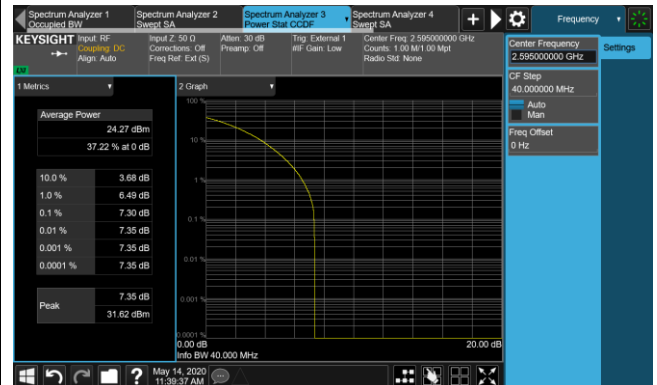 Spectrum Analyzer 1
Occupied BW
Spectrum Analyzer 2
Swept SA
Spectrum Analyzer 3
Power Stat CCDF
Spectrum Analyzer 4
Swept SA
Frequency
KEYSIGHT
Input: RF
Coupling: DC
Align: Auto
Input Z: 50 Ω
Corrections: Off
Freq Ref: Ext (S)
Atten: 30 dB
Preamp: Off
Trig: External 1
#IF Gain: Low
Center Freq: 2.595000000 GHz
Counts: 1.00 M/1.00 Mpt
Radio Std: None
Center Frequency
2.595000000 GHz
Settings
CF Step
40.000000 MHz
Auto
Man
Freq Offset
0 Hz
1 Metrics
Average Power
24.27 dBm
37.22 % at 0 dB
10.0 % 3.68 dB
1.0 % 6.49 dB
0.1 % 7.30 dB
0.01 % 7.35 dB
0.001 % 7.35 dB
0.0001 % 7.35 dB
Peak
7.35 dB
31.62 dBm
2 Graph
100 %
10 %
1 %
0.1 %
0.01 %
0.001 %
0.0001 %
0.00 dB
20.00 dB
Info BW 40.000 MHz
May 14, 2020
11:39:37 AM